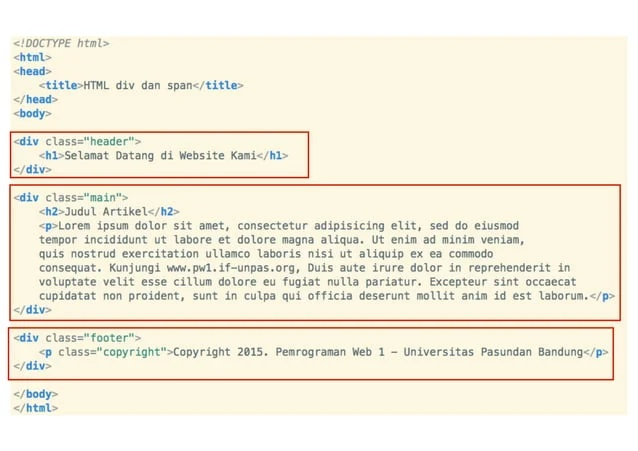 <!DOCTYPE html>
<html>
<head>
    <title>HTML div dan span</title>
</head>
<body>
<div class="header">
    <h1>Selamat Datang di Website Kami</h1>
</div>
<div class="main">
    <h2>Judul Artikel</h2>
    <p>Lorem ipsum dolor sit amet, consectetur adipisicing elit, sed do eiusmod
    tempor incididunt ut labore et dolore magna aliqua. Ut enim ad minim veniam,
    quis nostrud exercitation ullamco laboris nisi ut aliquip ex ea commodo
    consequat. Kunjungi www.pw1.if-unpas.org, Duis aute irure dolor in reprehenderit in
    voluptate velit esse cillum dolore eu fugiat nulla pariatur. Excepteur sint occaecat
    cupidatat non proident, sunt in culpa qui officia deserunt mollit anim id est laborum.</p>
</div>
<div class="footer">
    <p class="copyright">Copyright 2015. Pemrograman Web 1 – Universitas Pasundan Bandung</p>
</div>
</body>
</html>